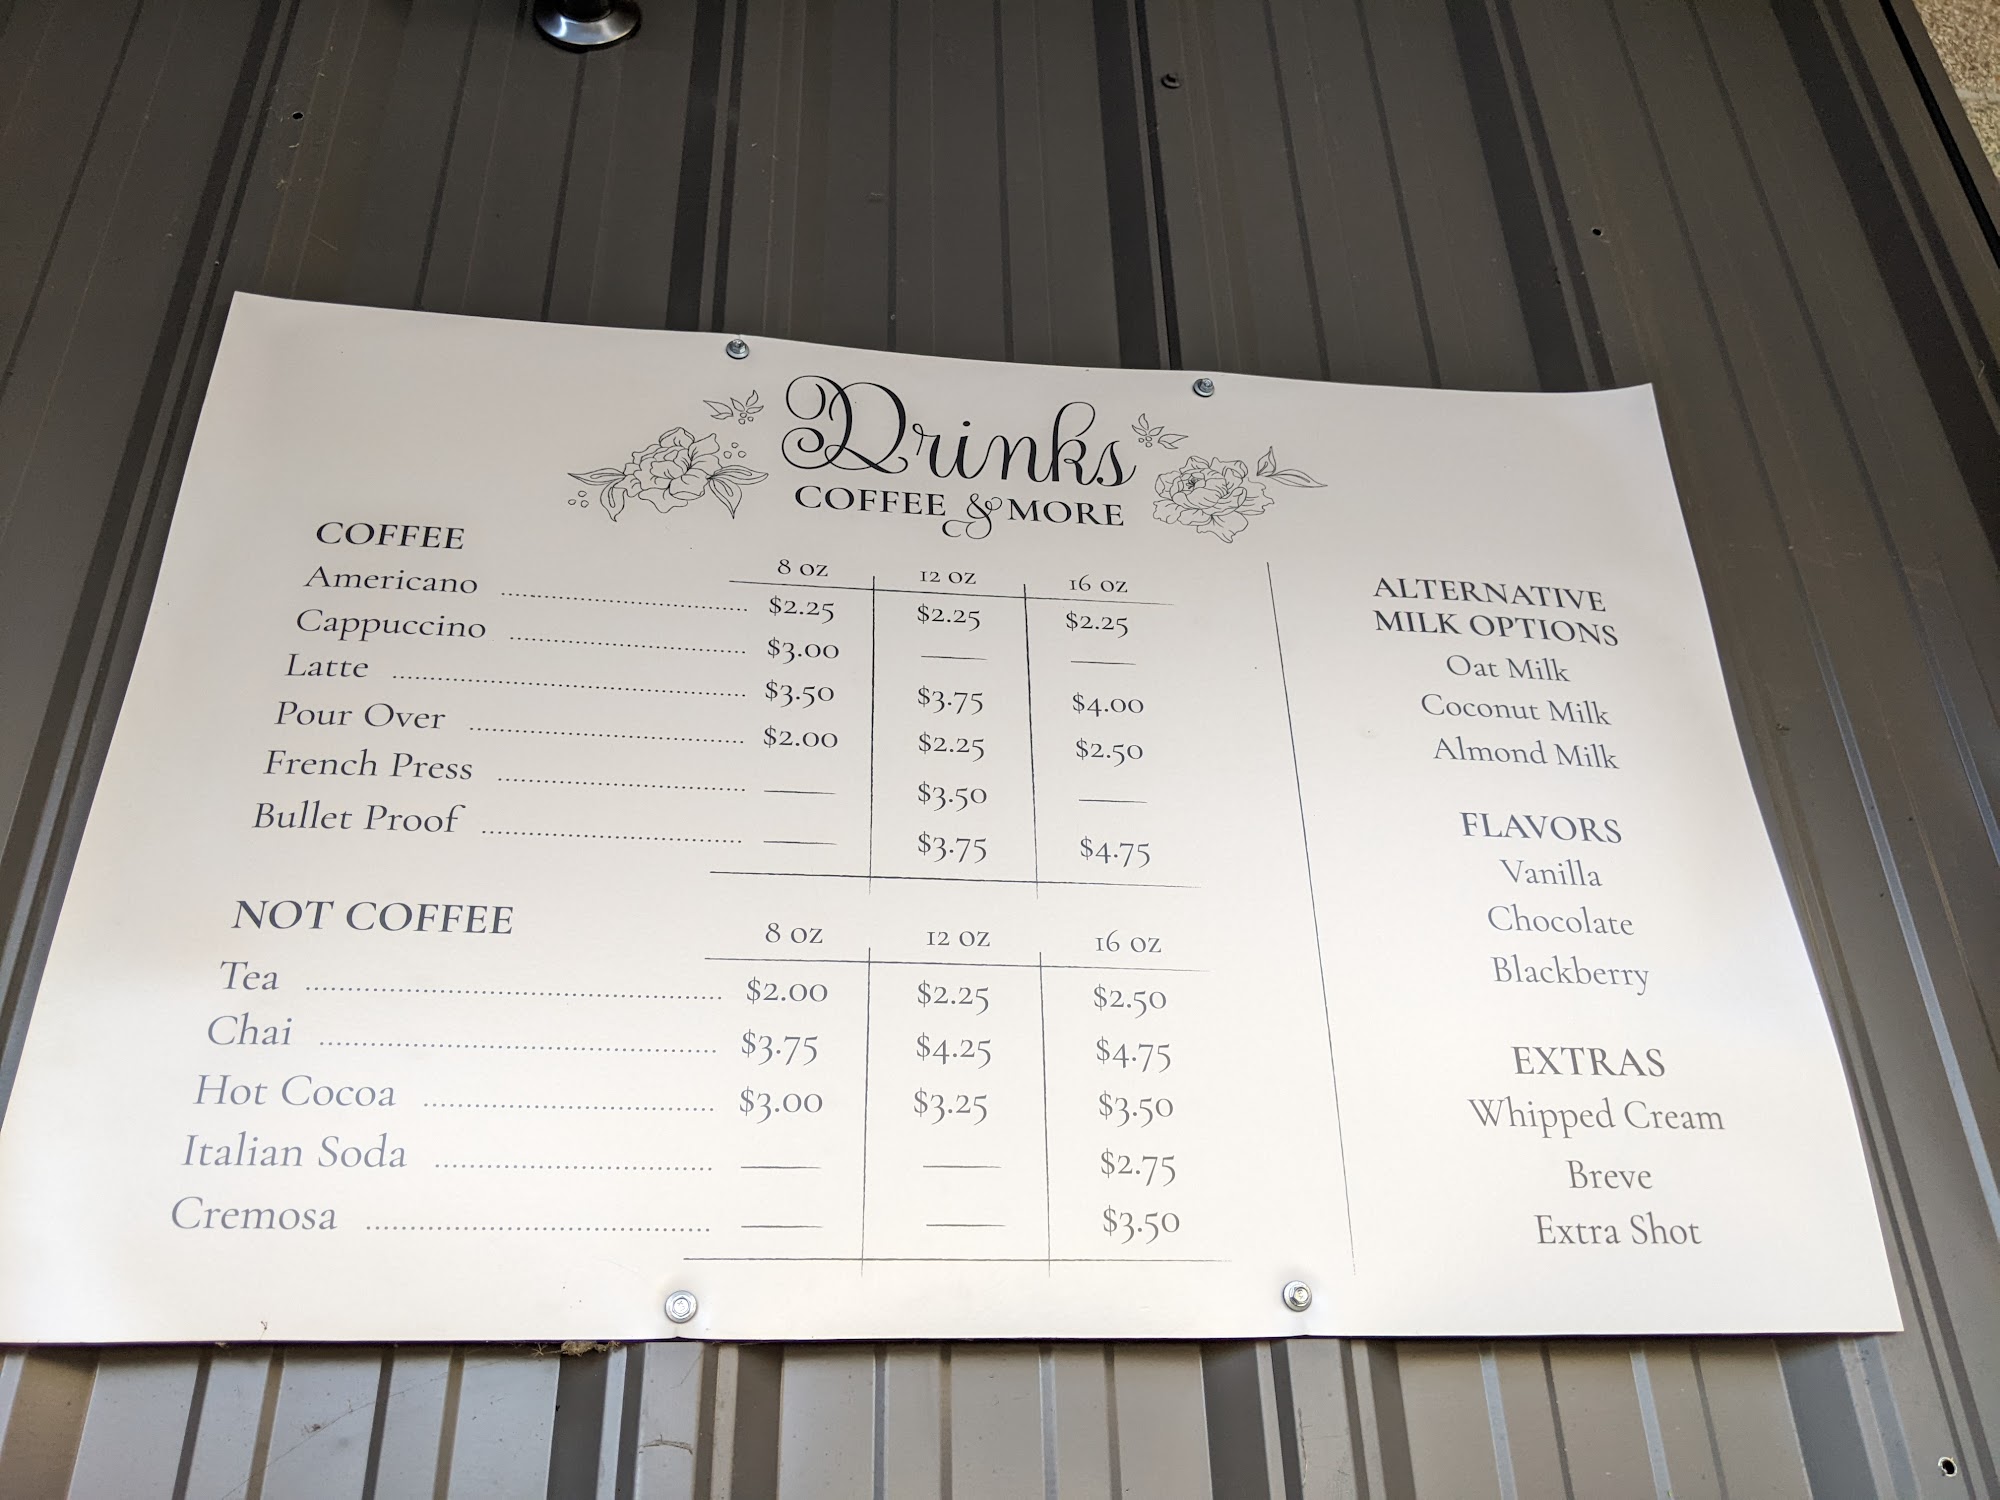 Drinks
COFFEE & MORE
COFFEE 8 OZ 12 OZ 16 OZ
Americano $2.25 $2.25 $2.25
Cappuccino $3.00 — —
Latte $3.50 $3.75 $4.00
Pour Over $2.00 $2.25 $2.50
French Press — $3.50 —
Bullet Proof — $3.75 $4.75
NOT COFFEE 8 OZ 12 OZ 16 OZ
Tea $2.00 $2.25 $2.50
Chai $3.75 $4.25 $4.75
Hot Cocoa $3.00 $3.25 $3.50
Italian Soda — — $2.75
Cremosa — — $3.50
ALTERNATIVE
MILK OPTIONS
Oat Milk
Coconut Milk
Almond Milk
FLAVORS
Vanilla
Chocolate
Blackberry
EXTRAS
Whipped Cream
Breve
Extra Shot